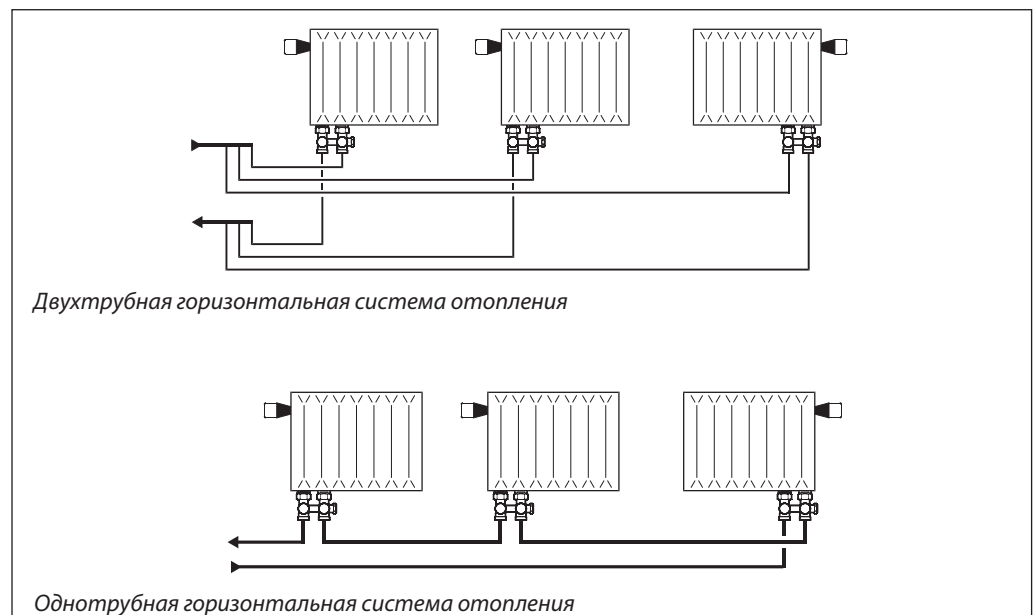 Двухтрубная горизонтальная система отопления
Однотрубная горизонтальная система отопления